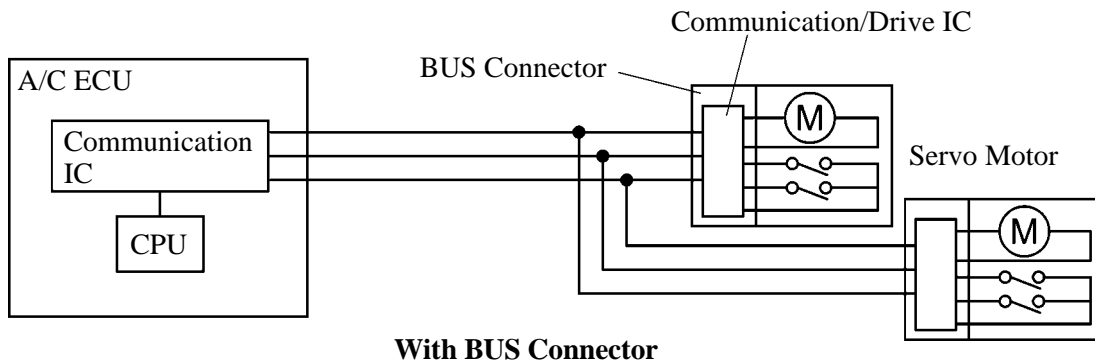 Communication/Drive IC
BUS Connector
A/C ECU
Communication
IC
CPU
M
Servo Motor
M
With BUS Connector